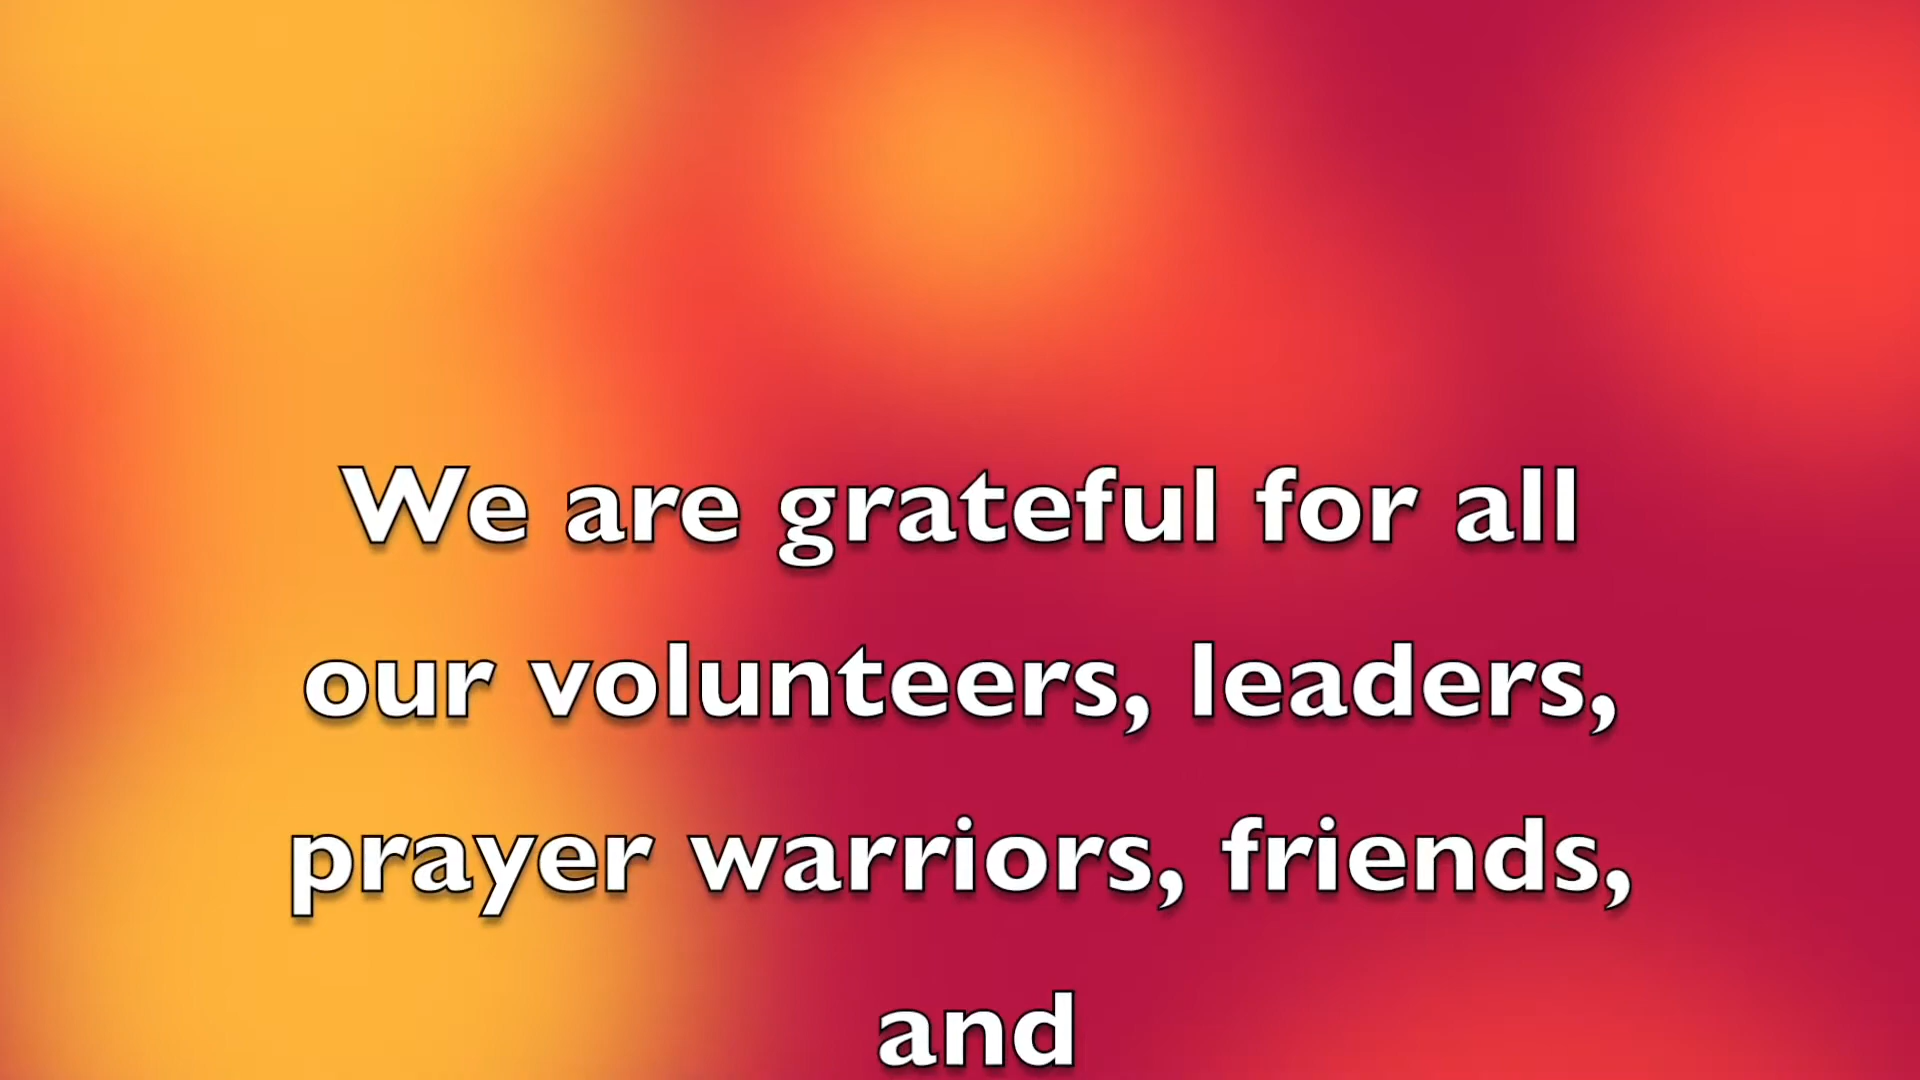 We are grateful for all
our volunteers, leaders,
prayer warriors, friends,
and